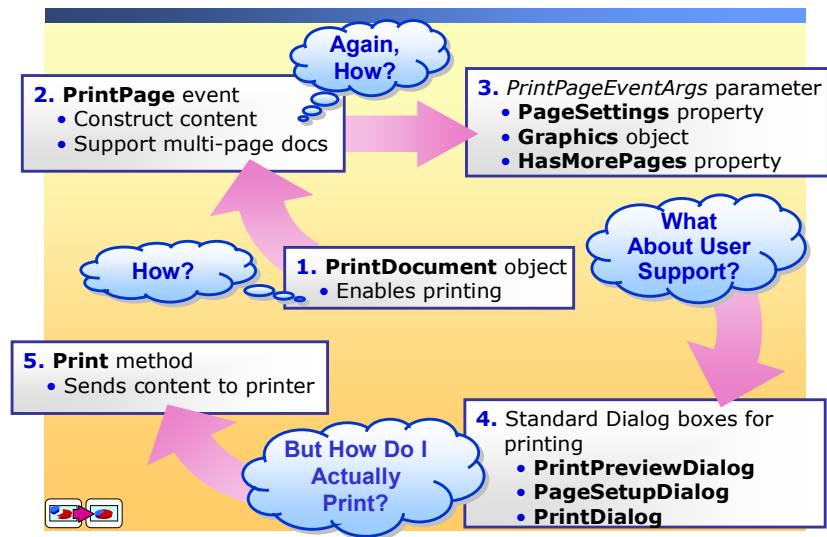 1. PrintDocument object
• Enables printing
How?
2. PrintPage event
• Construct content
• Support multi-page docs
Again,
How?
3. PrintPageEventArgs parameter
• PageSettings property
• Graphics object
• HasMorePages property
What
About User
Support?
4. Standard Dialog boxes for
printing
• PrintPreviewDialog
• PageSetupDialog
• PrintDialog
But How Do I
Actually
Print?
5. Print method
• Sends content to printer